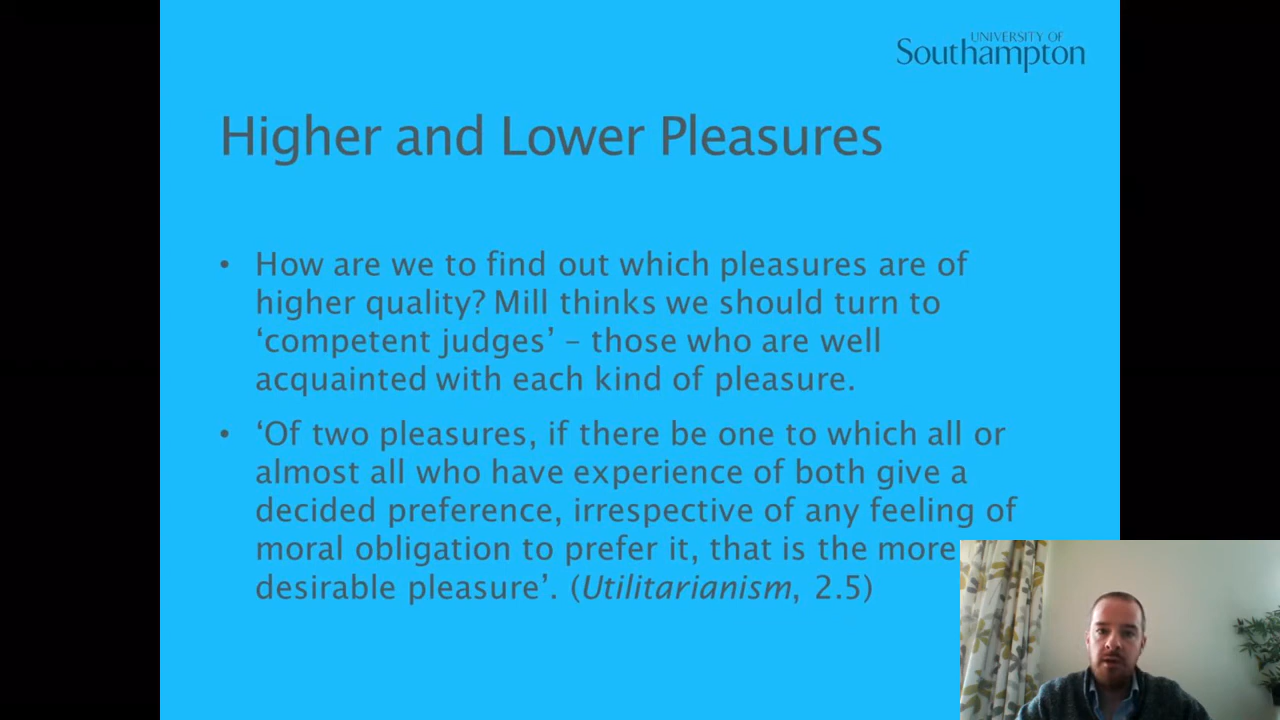 UNIVERSITY OF
Southampton
Higher and Lower Pleasures
• How are we to find out which pleasures are of
higher quality? Mill thinks we should turn to
‘competent judges’ – those who are well
acquainted with each kind of pleasure.
• ‘Of two pleasures, if there be one to which all or
almost all who have experience of both give a
decided preference, irrespective of any feeling of
moral obligation to prefer it, that is the more
desirable pleasure’. (Utilitarianism, 2.5)